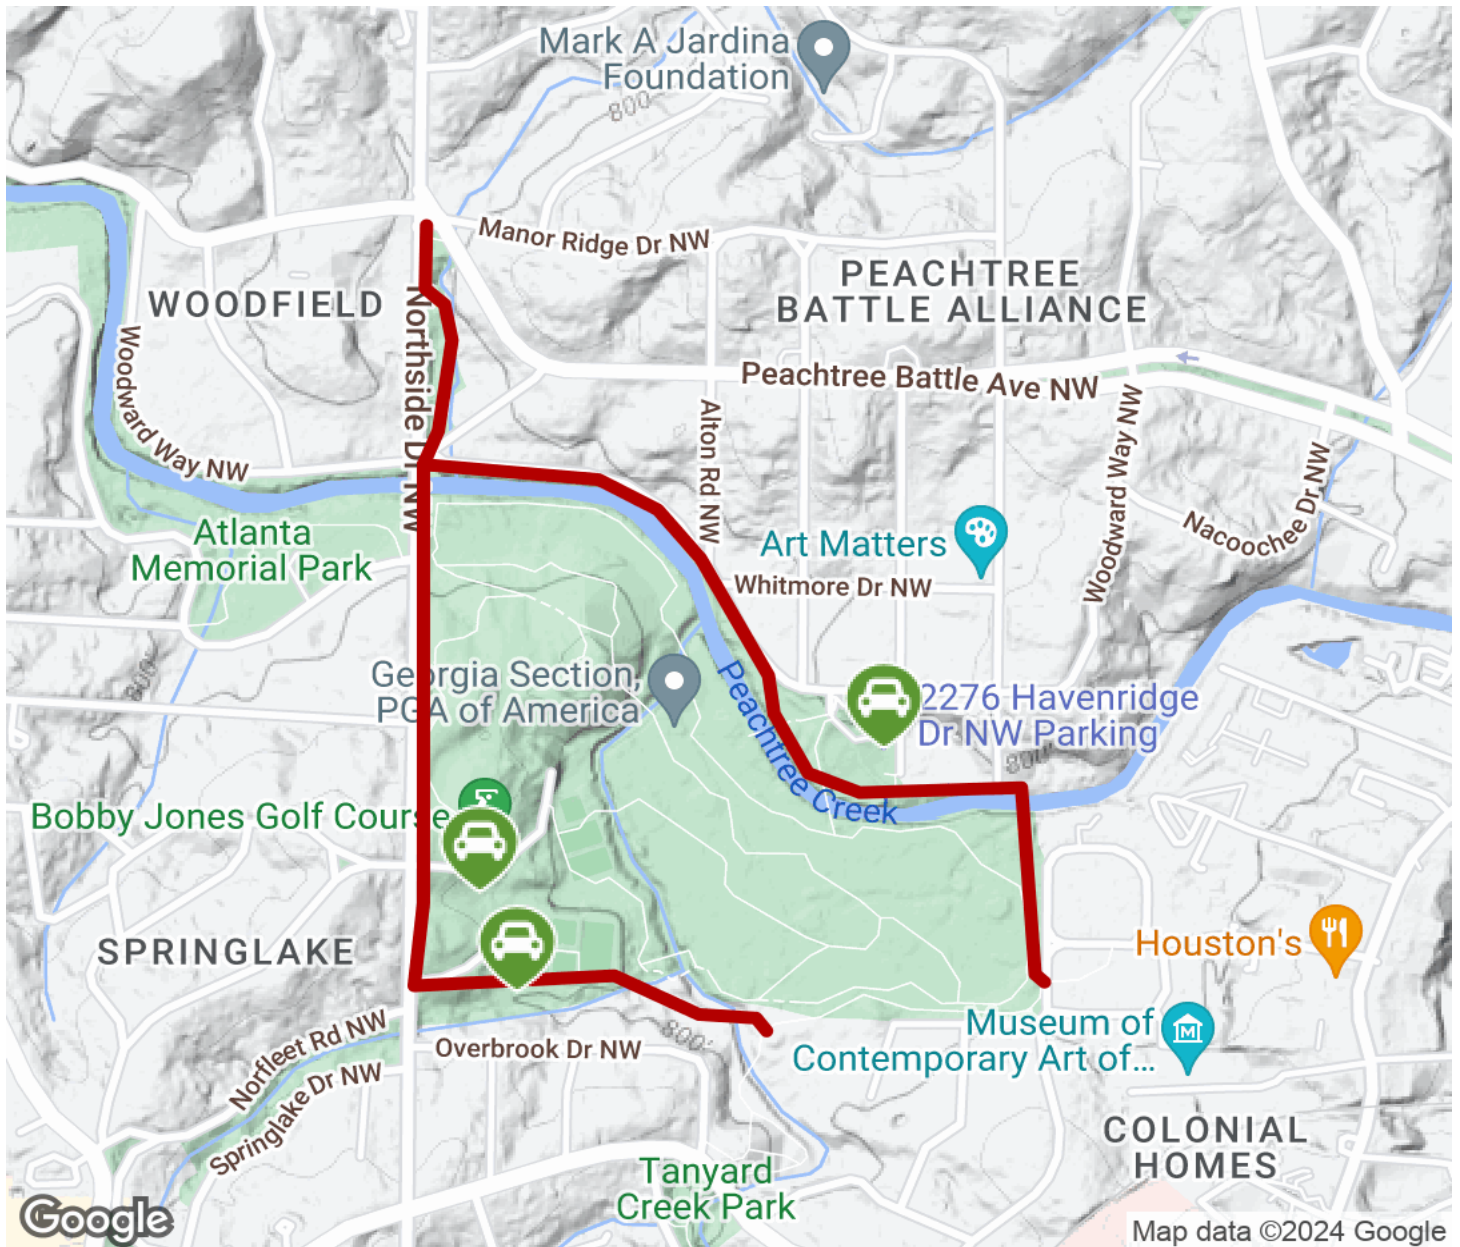 Mark A Jardina
Foundation
800
Manor Ridge Dr NW
PEACHTREE
BATTLE ALLIANCE
WOODFIELD
Northside Dr NW
Woodward Way NW
Peachtree Battle Ave NW
Alton Rd NW
Woodward Way NW
Nacoochee Dr NW
Atlanta
Memorial Park
Art Matters
Whitmore Dr NW
800'
Georgia Section,
PGA of America
Peachtree Creek
2276 Havenridge
Dr NW Parking
800'
Bobby Jones Golf Course
SPRINGLAKE
Houston's
Norfleet Rd NW
Springlake Dr NW
Overbrook Dr NW
800'
Museum of
Contemporary Art of...
M
COLONIAL
HOMES
Tanyard
Creek Park
Google
Map data ©2024 Google